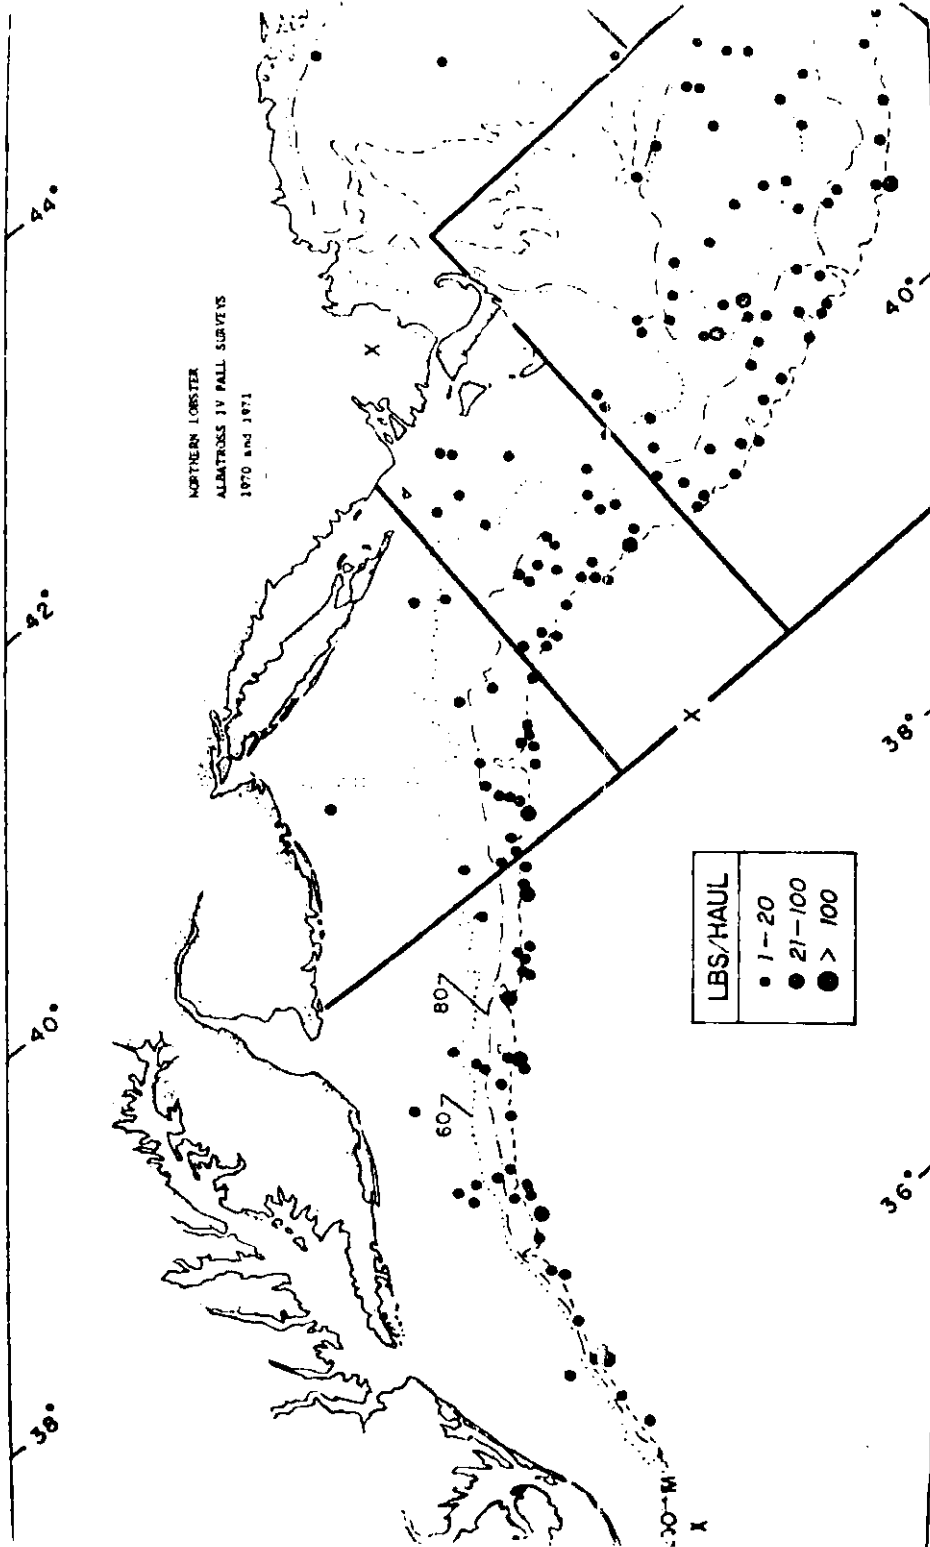 NORTHERN LOBSTER
ALBATROSS IV FALL SURVEYS
1970 and 1971
44°
42°
40°
38°
40°
38°
36°
X
X
X
60
80
LBS/HAUL
1-20
21-100
> 100